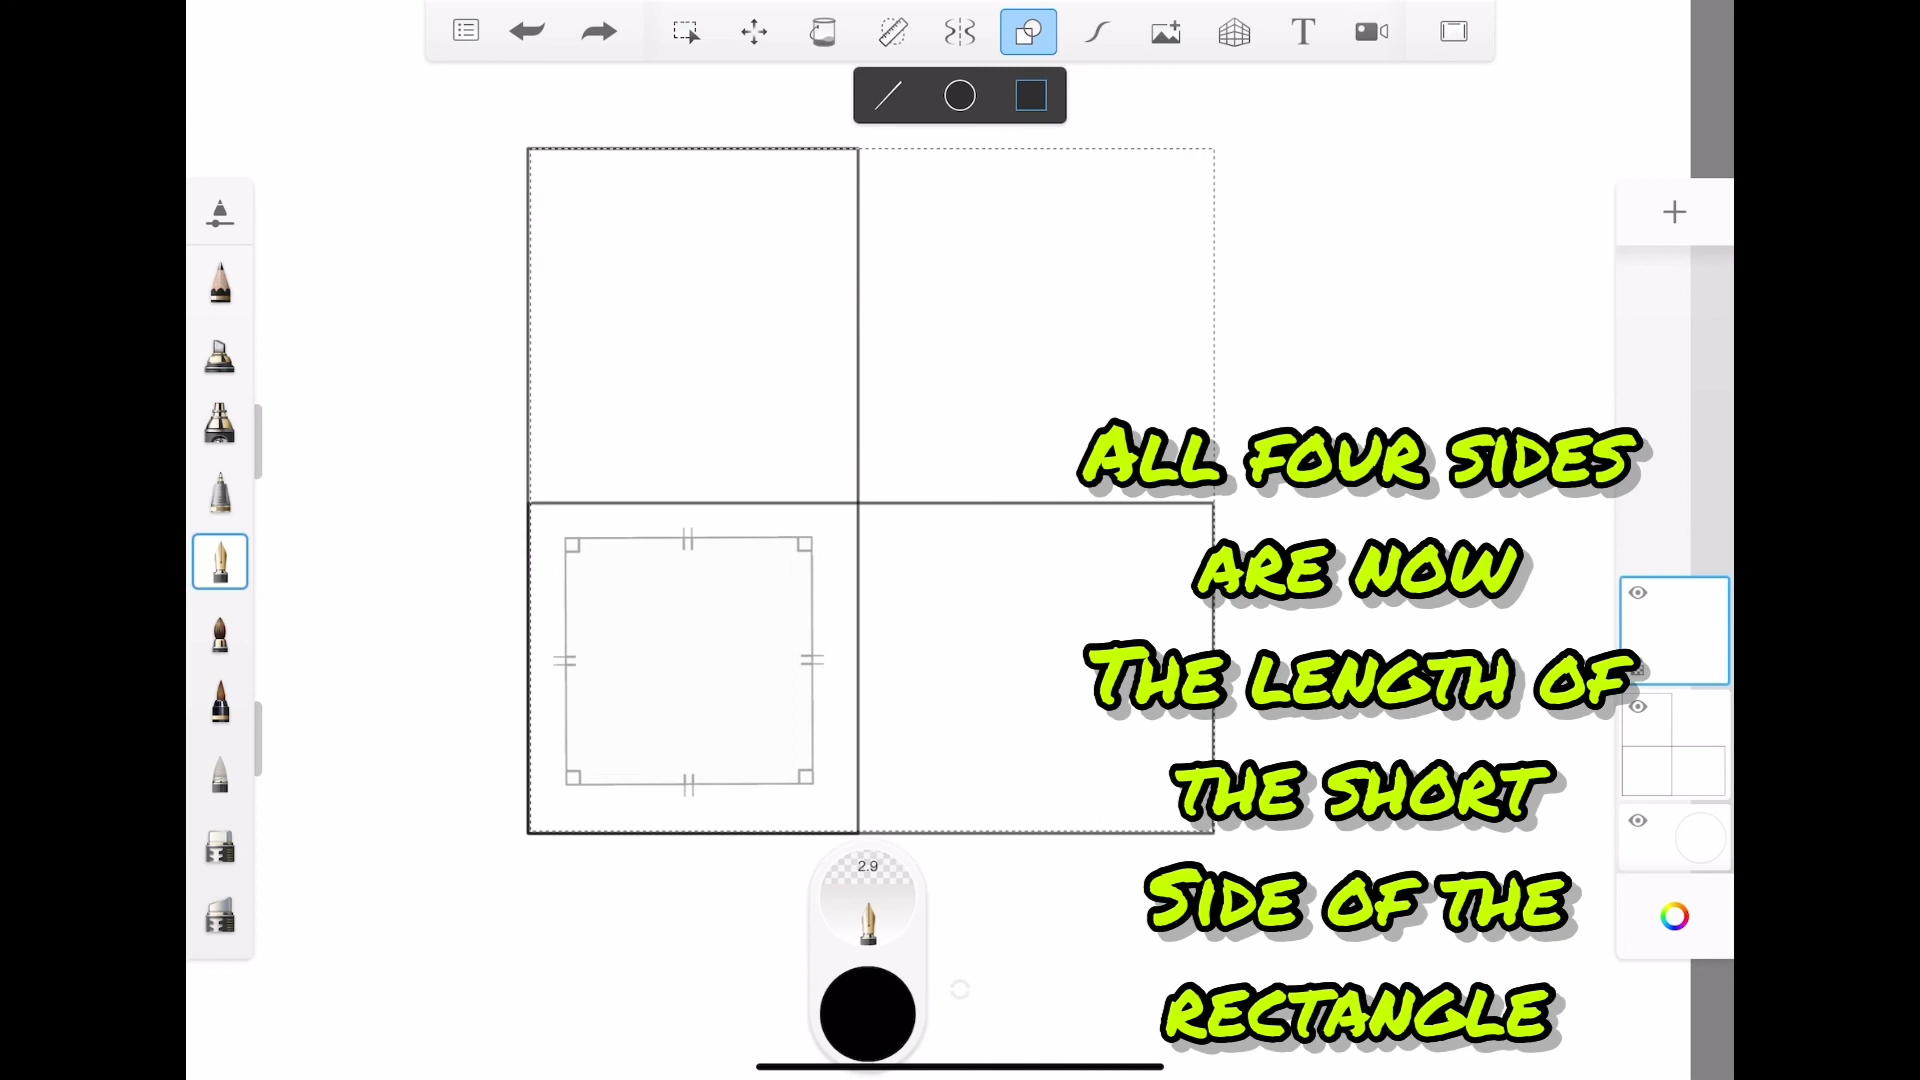 T
All four sides
are now
The length of
the short
Side of the
rectangle
2.9